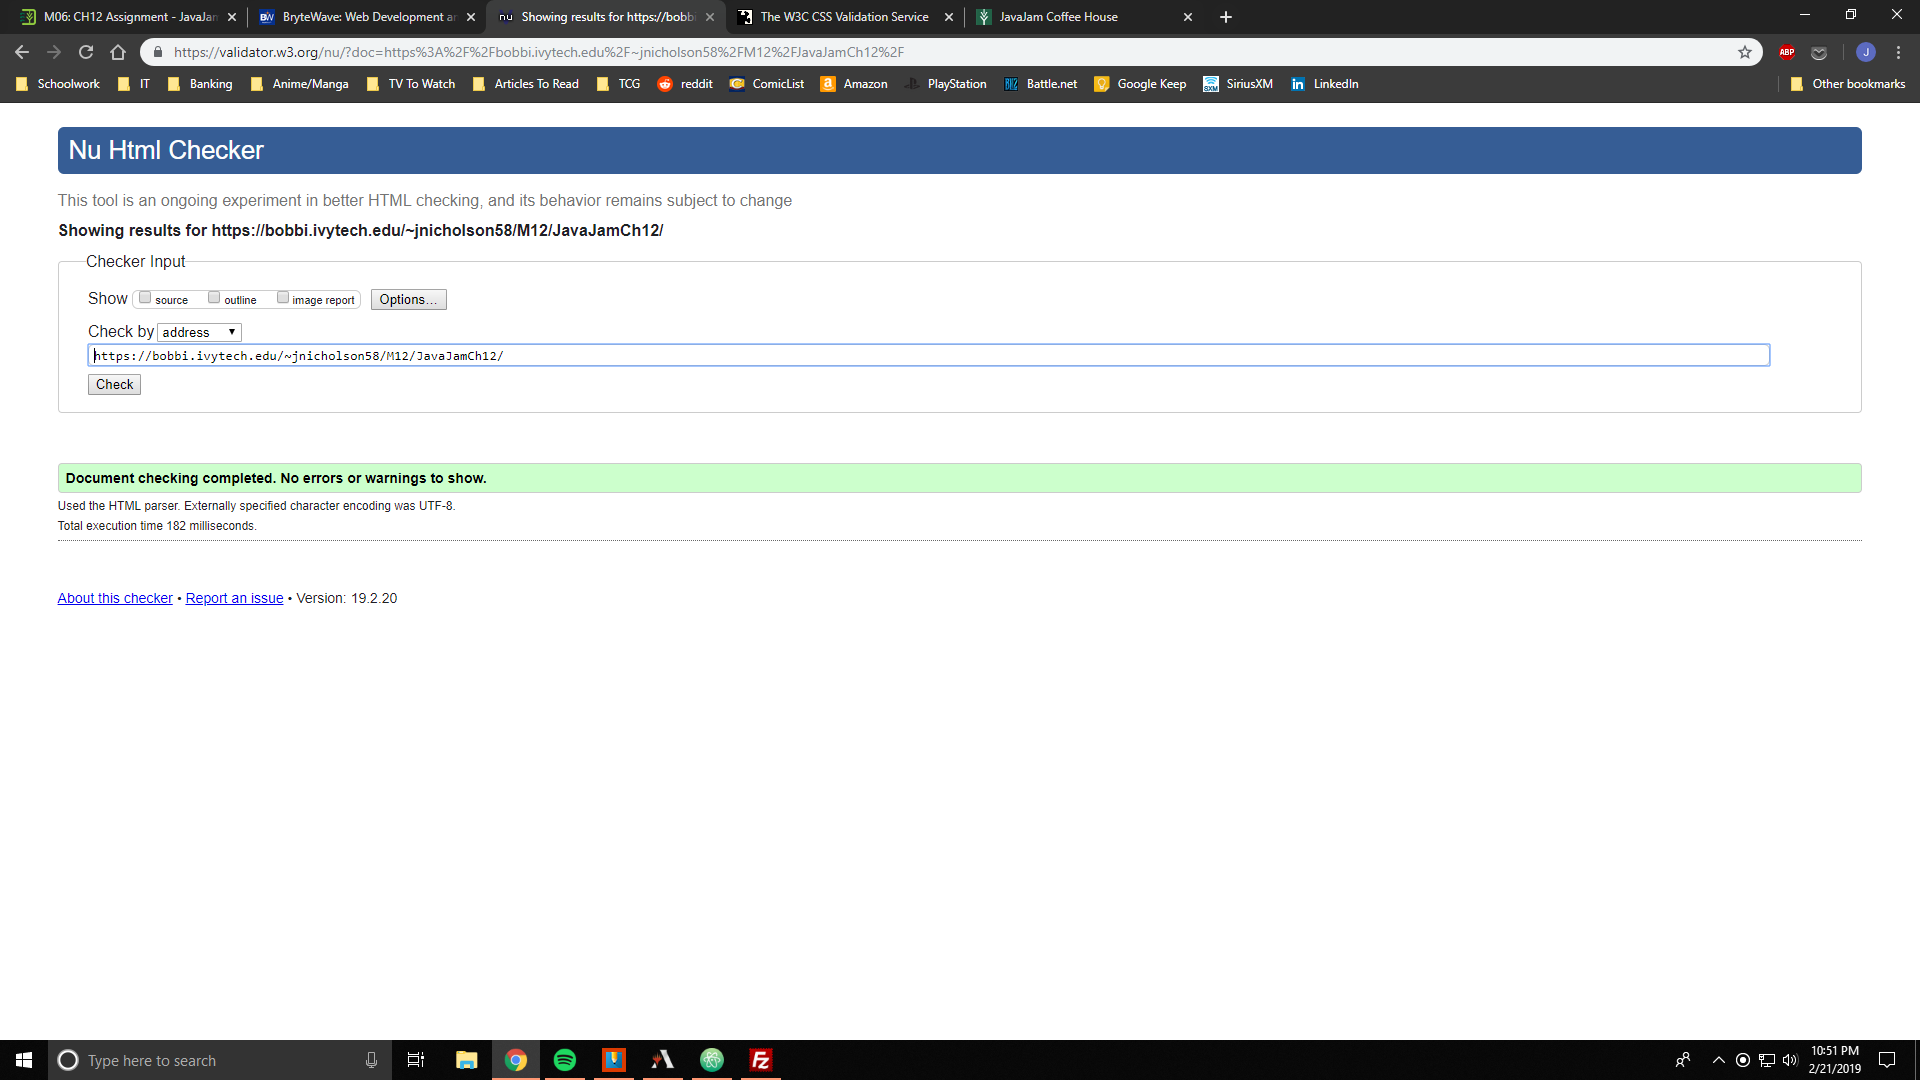 M06: CH12 Assignment - JavaJam
BW BryteWave: Web Development an
nu Showing results for https://bobbi
The W3C CSS Validation Service
JavaJam Coffee House
https://validator.w3.org/nu/?doc=https%3A%2F%2Fbobbi.ivytech.edu%2F~jnicholson58%2FM12%2FJavaJamCh12%2F
ABP
J
Schoolwork IT Banking Anime/Manga TV To Watch Articles To Read TCG reddit ComicList Amazon PlayStation Battle.net Google Keep SiriusXM LinkedIn Other bookmarks
Nu Html Checker
This tool is an ongoing experiment in better HTML checking, and its behavior remains subject to change
Showing results for https://bobbi.ivytech.edu/~jnicholson58/M12/JavaJamCh12/
Checker Input
Show source outline image report Options...
Check by address
https://bobbi.ivytech.edu/~jnicholson58/M12/JavaJamCh12/
Check
Document checking completed. No errors or warnings to show.
Used the HTML parser. Externally specified character encoding was UTF-8.
Total execution time 182 milliseconds.
About this checker • Report an issue • Version: 19.2.20
Type here to search
Fz
10:51 PM
2/21/2019